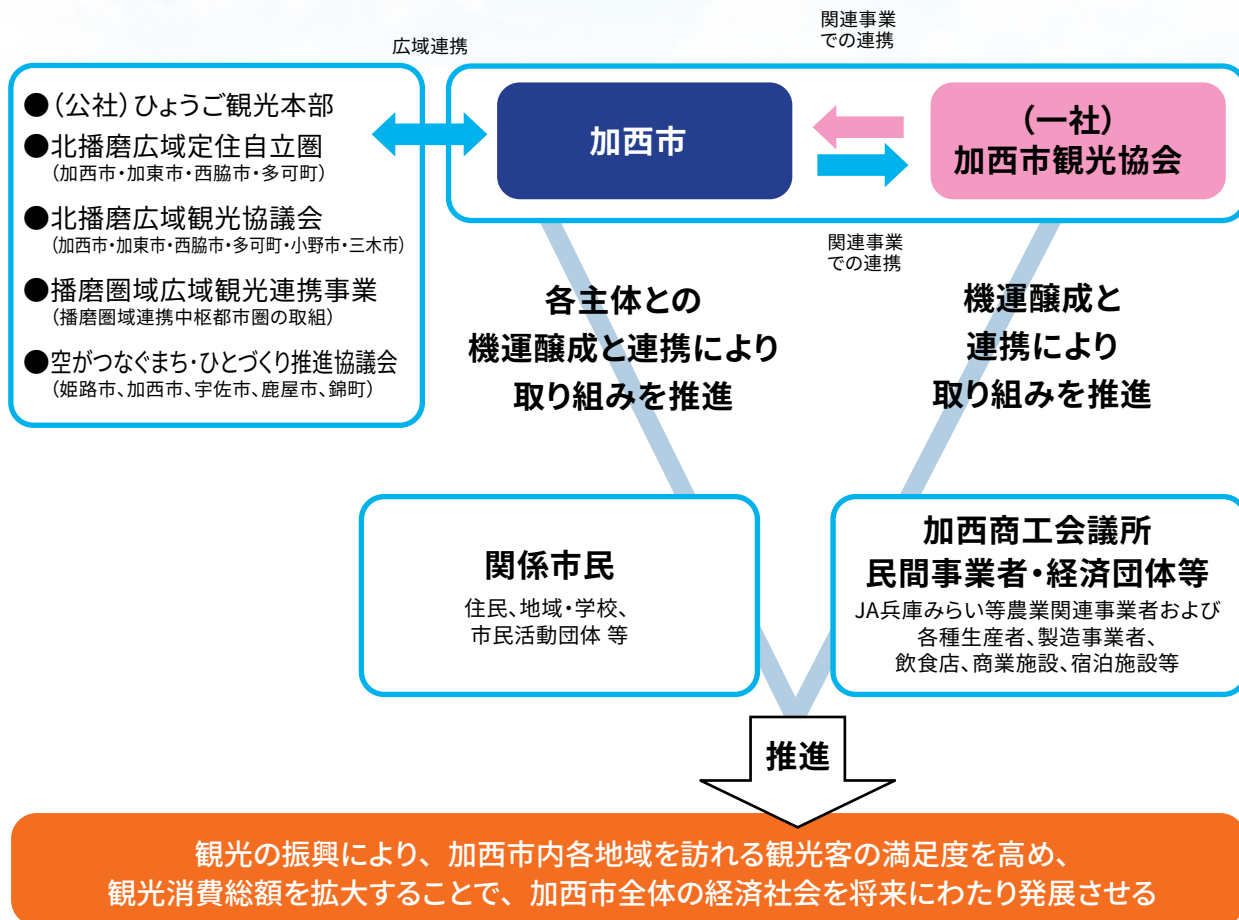 広域連携
関連事業
での連携
●(公社)ひょうご観光本部
●北播磨広域定住自立圏
(加西市・加東市・西脇市・多可町)
●北播磨広域観光協議会
(加西市・加東市・西脇市・多可町・小野市・三木市)
●播磨圏域広域観光連携事業
(播磨圏域連携中枢都市圏の取組)
●空がつなぐまち・ひとづくり推進協議会
(姫路市、加西市、宇佐市、鹿屋市、錦町)
加西市
(一社)
加西市観光協会
関連事業
での連携
各主体との
機運醸成と連携により
取り組みを推進
機運醸成と
連携により
取り組みを推進
関係市民
住民、地域・学校、
市民活動団体 等
加西商工会議所
民間事業者・経済団体等
JA兵庫みらい等農業関連事業者および
各種生産者、製造事業者、
飲食店、商業施設、宿泊施設等
推進
観光の振興により、加西市内各地域を訪れる観光客の満足度を高め、
観光消費総額を拡大することで、加西市全体の経済社会を将来にわたり発展させる